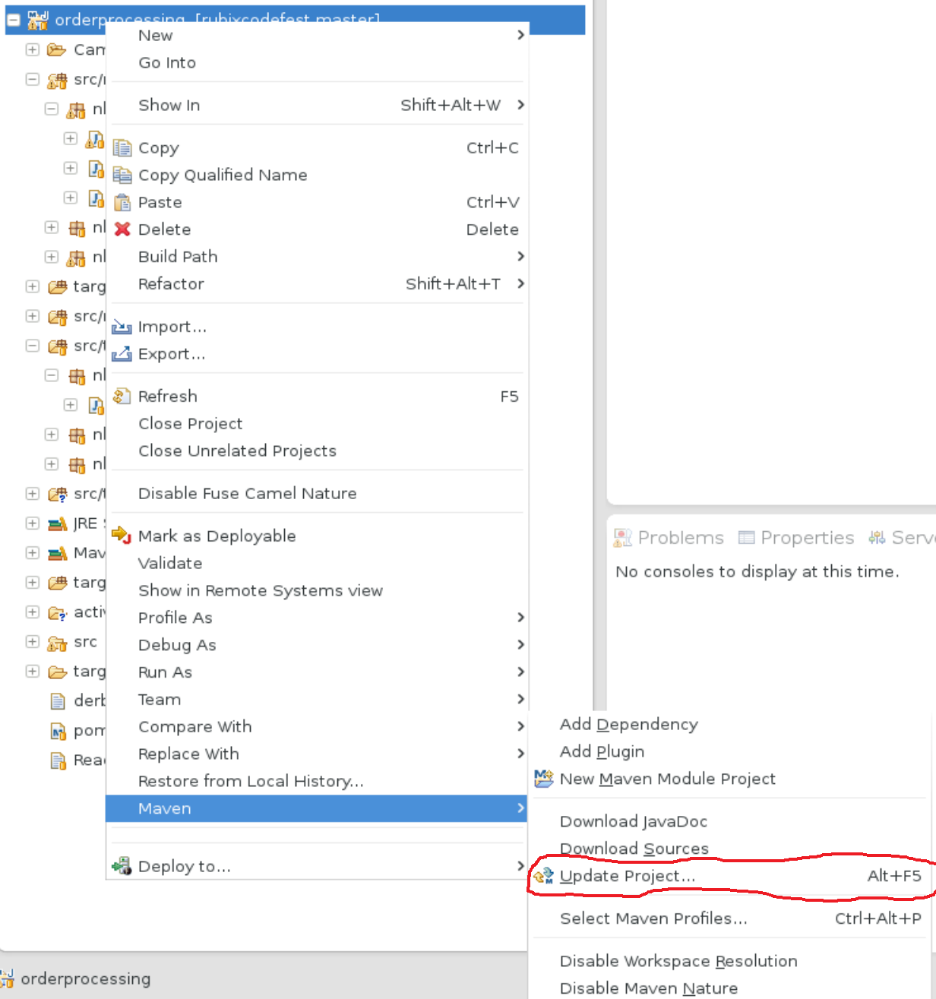 orderprocessing [rubixcodefest master]
New
Go Into
Show In Shift+Alt+W
Copy Ctrl+C
Copy Qualified Name
Paste Ctrl+V
Delete Delete
Build Path
Refactor Shift+Alt+T
Import...
Export...
Refresh F5
Close Project
Close Unrelated Projects
Disable Fuse Camel Nature
Mark as Deployable
Validate
Show in Remote Systems view
Profile As
Debug As
Run As
Team
Compare With
Replace With
Restore from Local History...
Maven
Deploy to...
Cam
src/
nl
nl
nl
targ
src/
src/t
nl
nl
nl
src/t
JRE
Mav
targ
activ
src
targ
derb
pom
Read
Add Dependency
Add Plugin
New Maven Module Project
Download JavaDoc
Download Sources
Update Project... Alt+F5
Select Maven Profiles... Ctrl+Alt+P
Disable Workspace Resolution
Disable Maven Nature
Problems Properties Serve
No consoles to display at this time.
orderprocessing